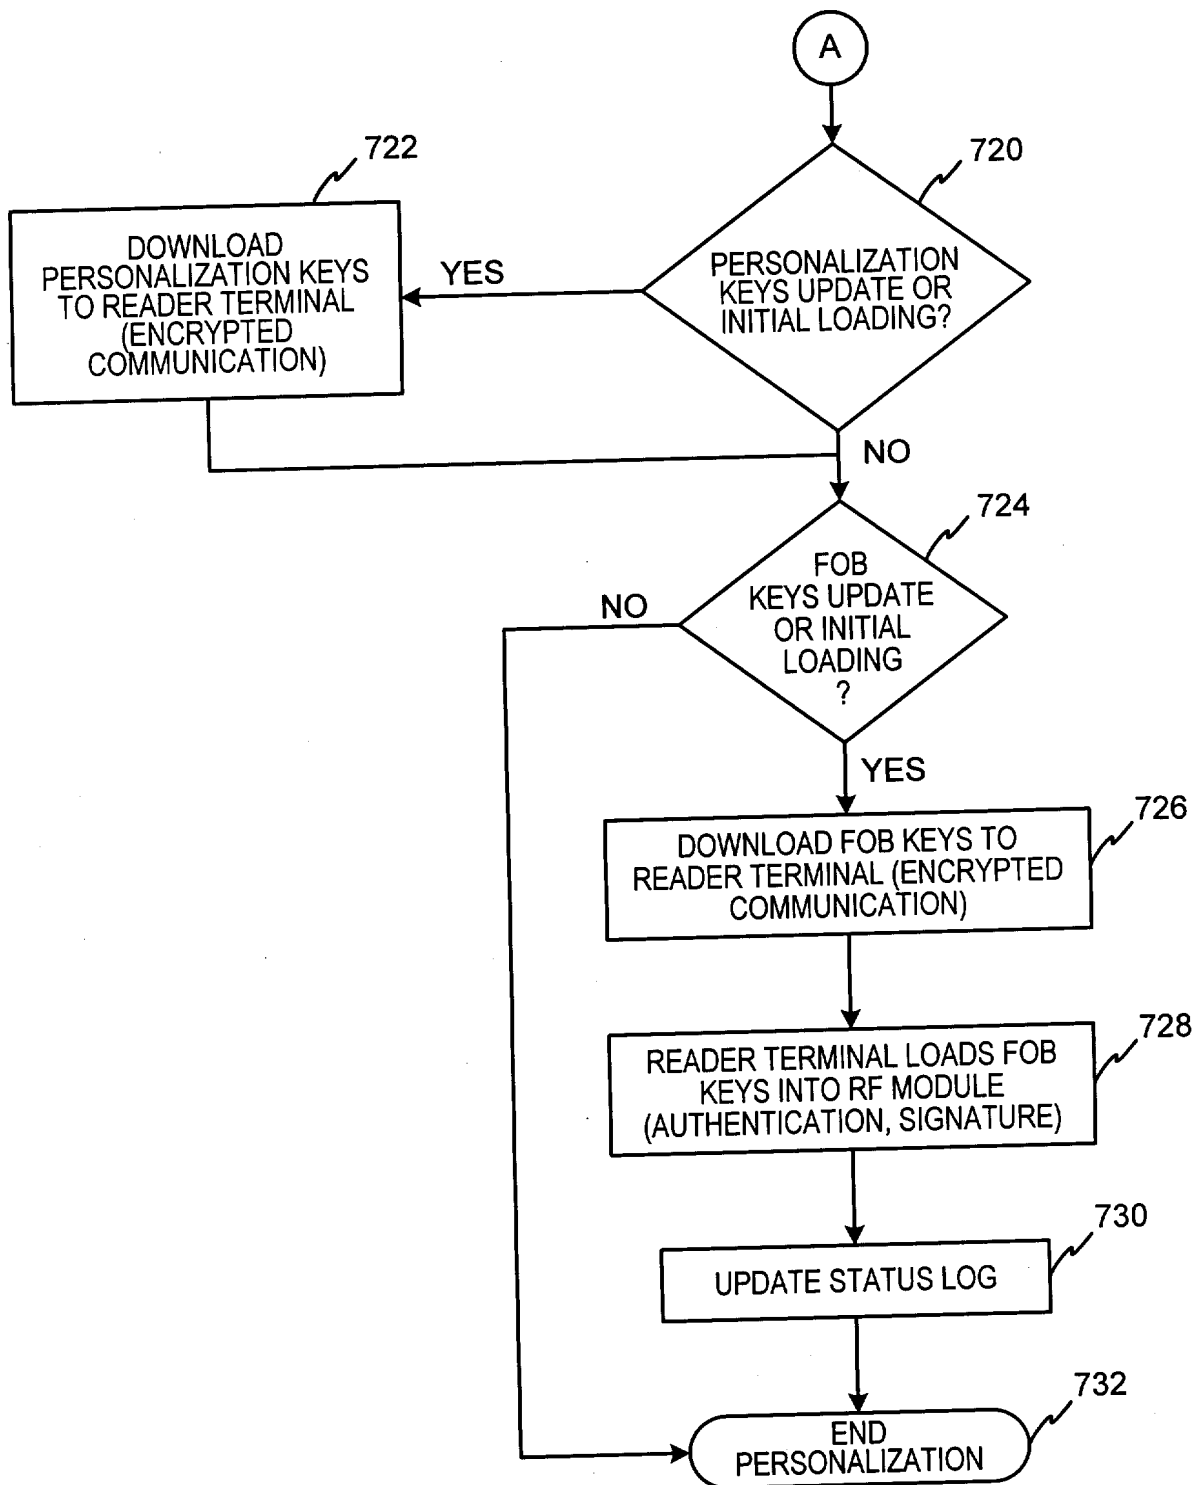 A
720
PERSONALIZATION
KEYS UPDATE OR
INITIAL LOADING?
YES
722
DOWNLOAD
PERSONALIZATION KEYS
TO READER TERMINAL
(ENCRYPTED
COMMUNICATION)
NO
724
FOB
KEYS UPDATE
OR INITIAL
LOADING
?
NO
YES
726
DOWNLOAD FOB KEYS TO
READER TERMINAL (ENCRYPTED
COMMUNICATION)
728
READER TERMINAL LOADS FOB
KEYS INTO RF MODULE
(AUTHENTICATION, SIGNATURE)
730
UPDATE STATUS LOG
732
END
PERSONALIZATION